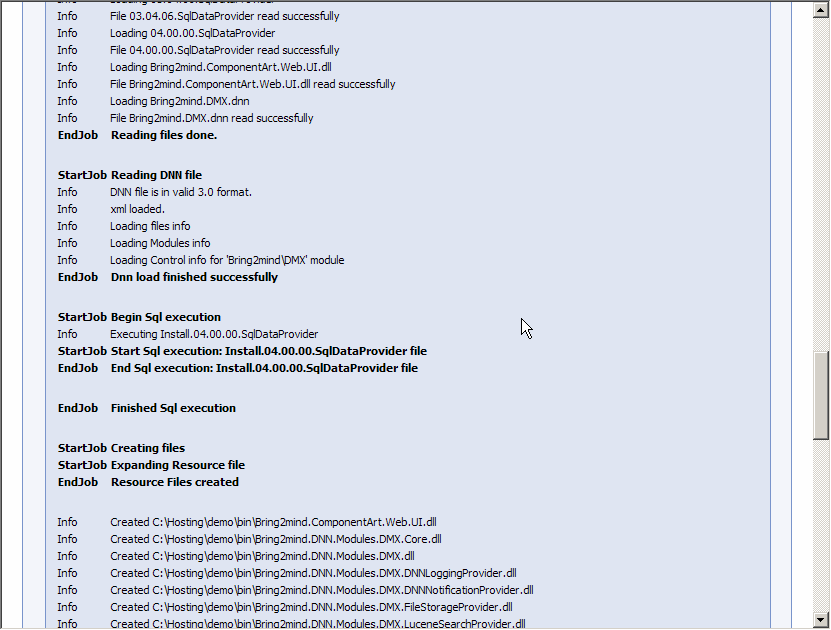 Info File 03.04.06.SqlDataProvider read successfully
Info Loading 04.00.00.SqlDataProvider
Info File 04.00.00.SqlDataProvider read successfully
Info Loading Bring2mind.ComponentArt.Web.UI.dll
Info File Bring2mind.ComponentArt.Web.UI.dll read successfully
Info Loading Bring2mind.DMX.dnn
Info File Bring2mind.DMX.dnn read successfully
EndJob Reading files done.
StartJob Reading DNN file
Info DNN file is in valid 3.0 format.
Info xml loaded.
Info Loading files info
Info Loading Modules info
Info Loading Control info for 'Bring2mind\DMX' module
EndJob Dnn load finished successfully
StartJob Begin Sql execution
Info Executing Install.04.00.00.SqlDataProvider
StartJob Start Sql execution: Install.04.00.00.SqlDataProvider file
EndJob End Sql execution: Install.04.00.00.SqlDataProvider file
EndJob Finished Sql execution
StartJob Creating files
StartJob Expanding Resource file
EndJob Resource Files created
Info Created C:\Hosting\demo\bin\Bring2mind.ComponentArt.Web.UI.dll
Info Created C:\Hosting\demo\bin\Bring2mind.DNN.Modules.DMX.Core.dll
Info Created C:\Hosting\demo\bin\Bring2mind.DNN.Modules.DMX.dll
Info Created C:\Hosting\demo\bin\Bring2mind.DNN.Modules.DMX.DNNLoggingProvider.dll
Info Created C:\Hosting\demo\bin\Bring2mind.DNN.Modules.DMX.DNNNotificationProvider.dll
Info Created C:\Hosting\demo\bin\Bring2mind.DNN.Modules.DMX.FileStorageProvider.dll
Info Created C:\Hosting\demo\bin\Bring2mind.DNN.Modules.DMX.LuceneSearchProvider.dll